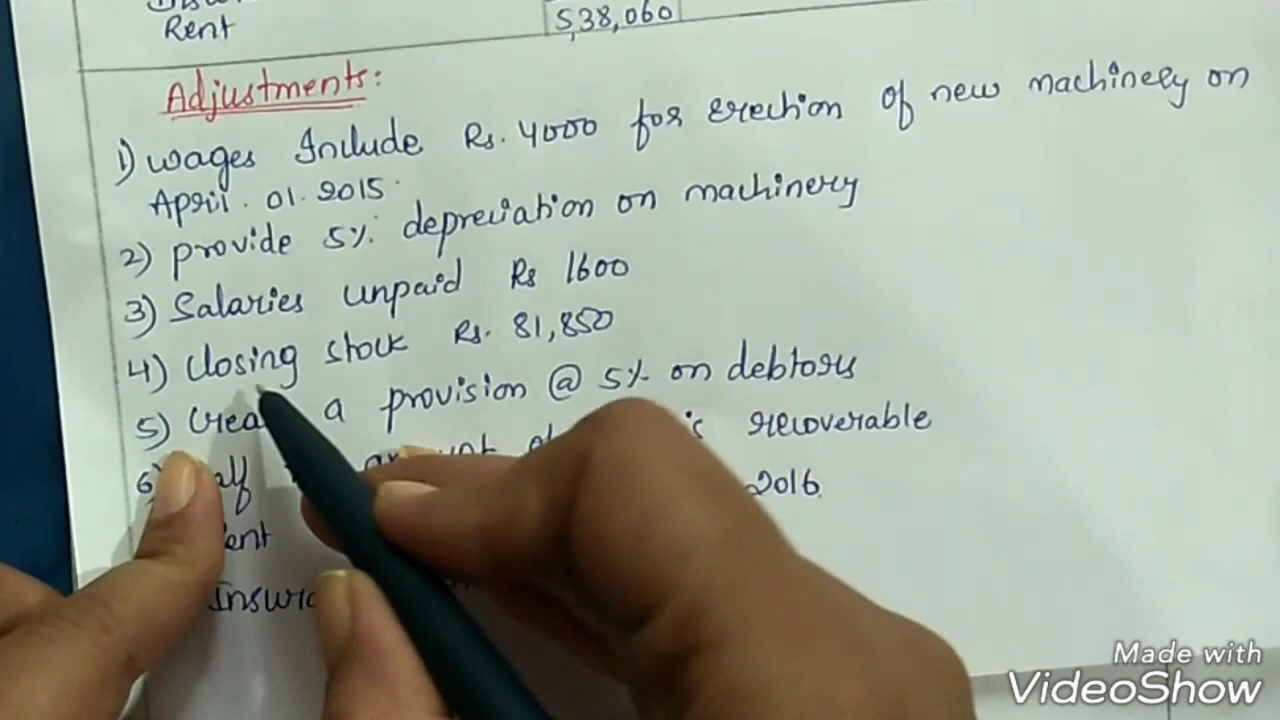 Rent 5,38,060
Adjustments:
1) wages Include Rs. 4000 for Erection of new machinery on
April. 01. 2015
2) provide 5% depreciation on machinery
3) Salaries unpaid Rs 1600
4) Closing stock Rs. 81,850
5) a provision @ 5% on debtors
6) recoverable
2016
Made with
VideoShow